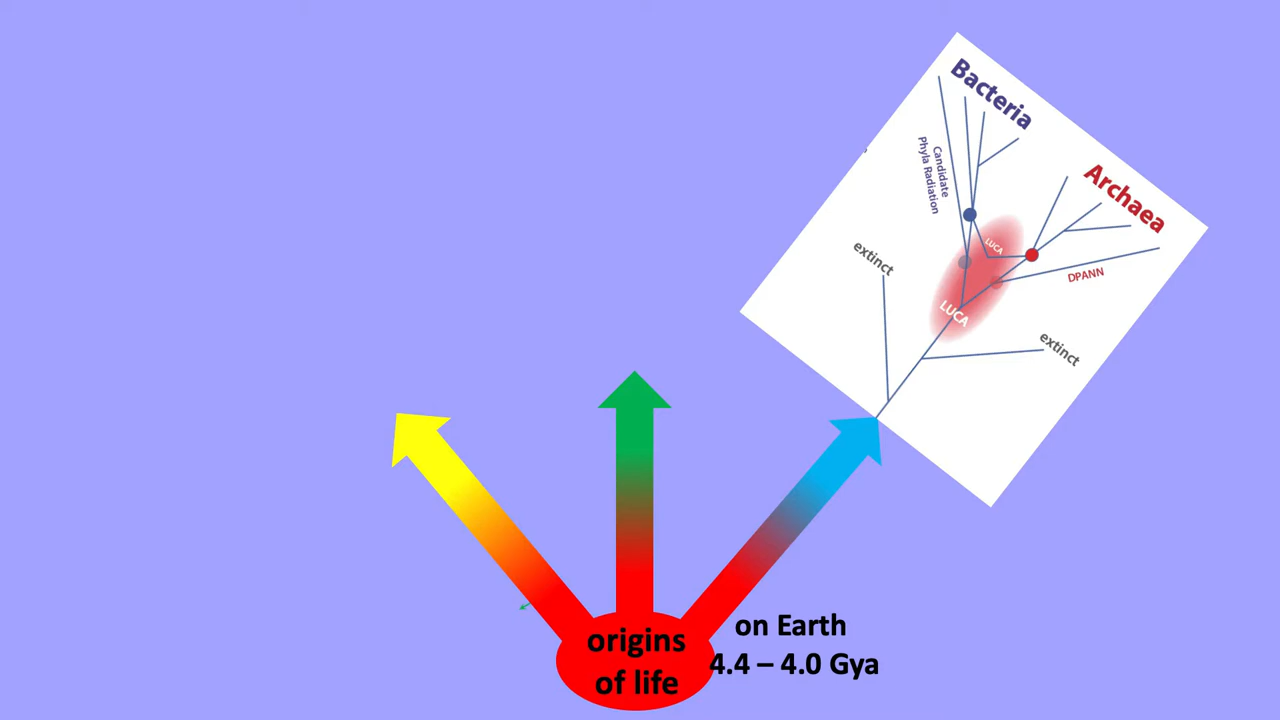 Bacteria
Candidate
Phyla Radiation
Archaea
LUCA
extinct
DPANN
LUCA
extinct
origins
of life
on Earth
4.4 – 4.0 Gya